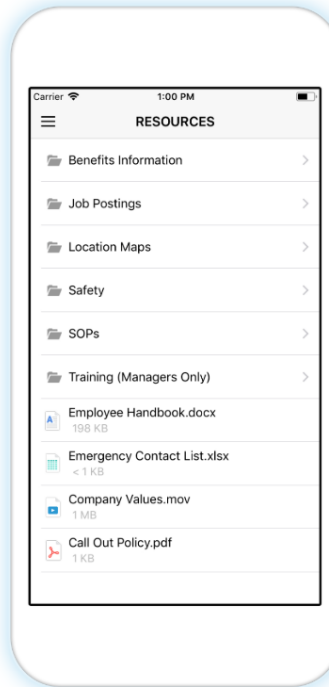 Carrier 1:00 PM
RESOURCES
Benefits Information
Job Postings
Location Maps
Safety
SOPs
Training (Managers Only)
Employee Handbook.docx
198 KB
Emergency Contact List.xlsx
< 1 KB
Company Values.mov
1 MB
Call Out Policy.pdf
1 KB